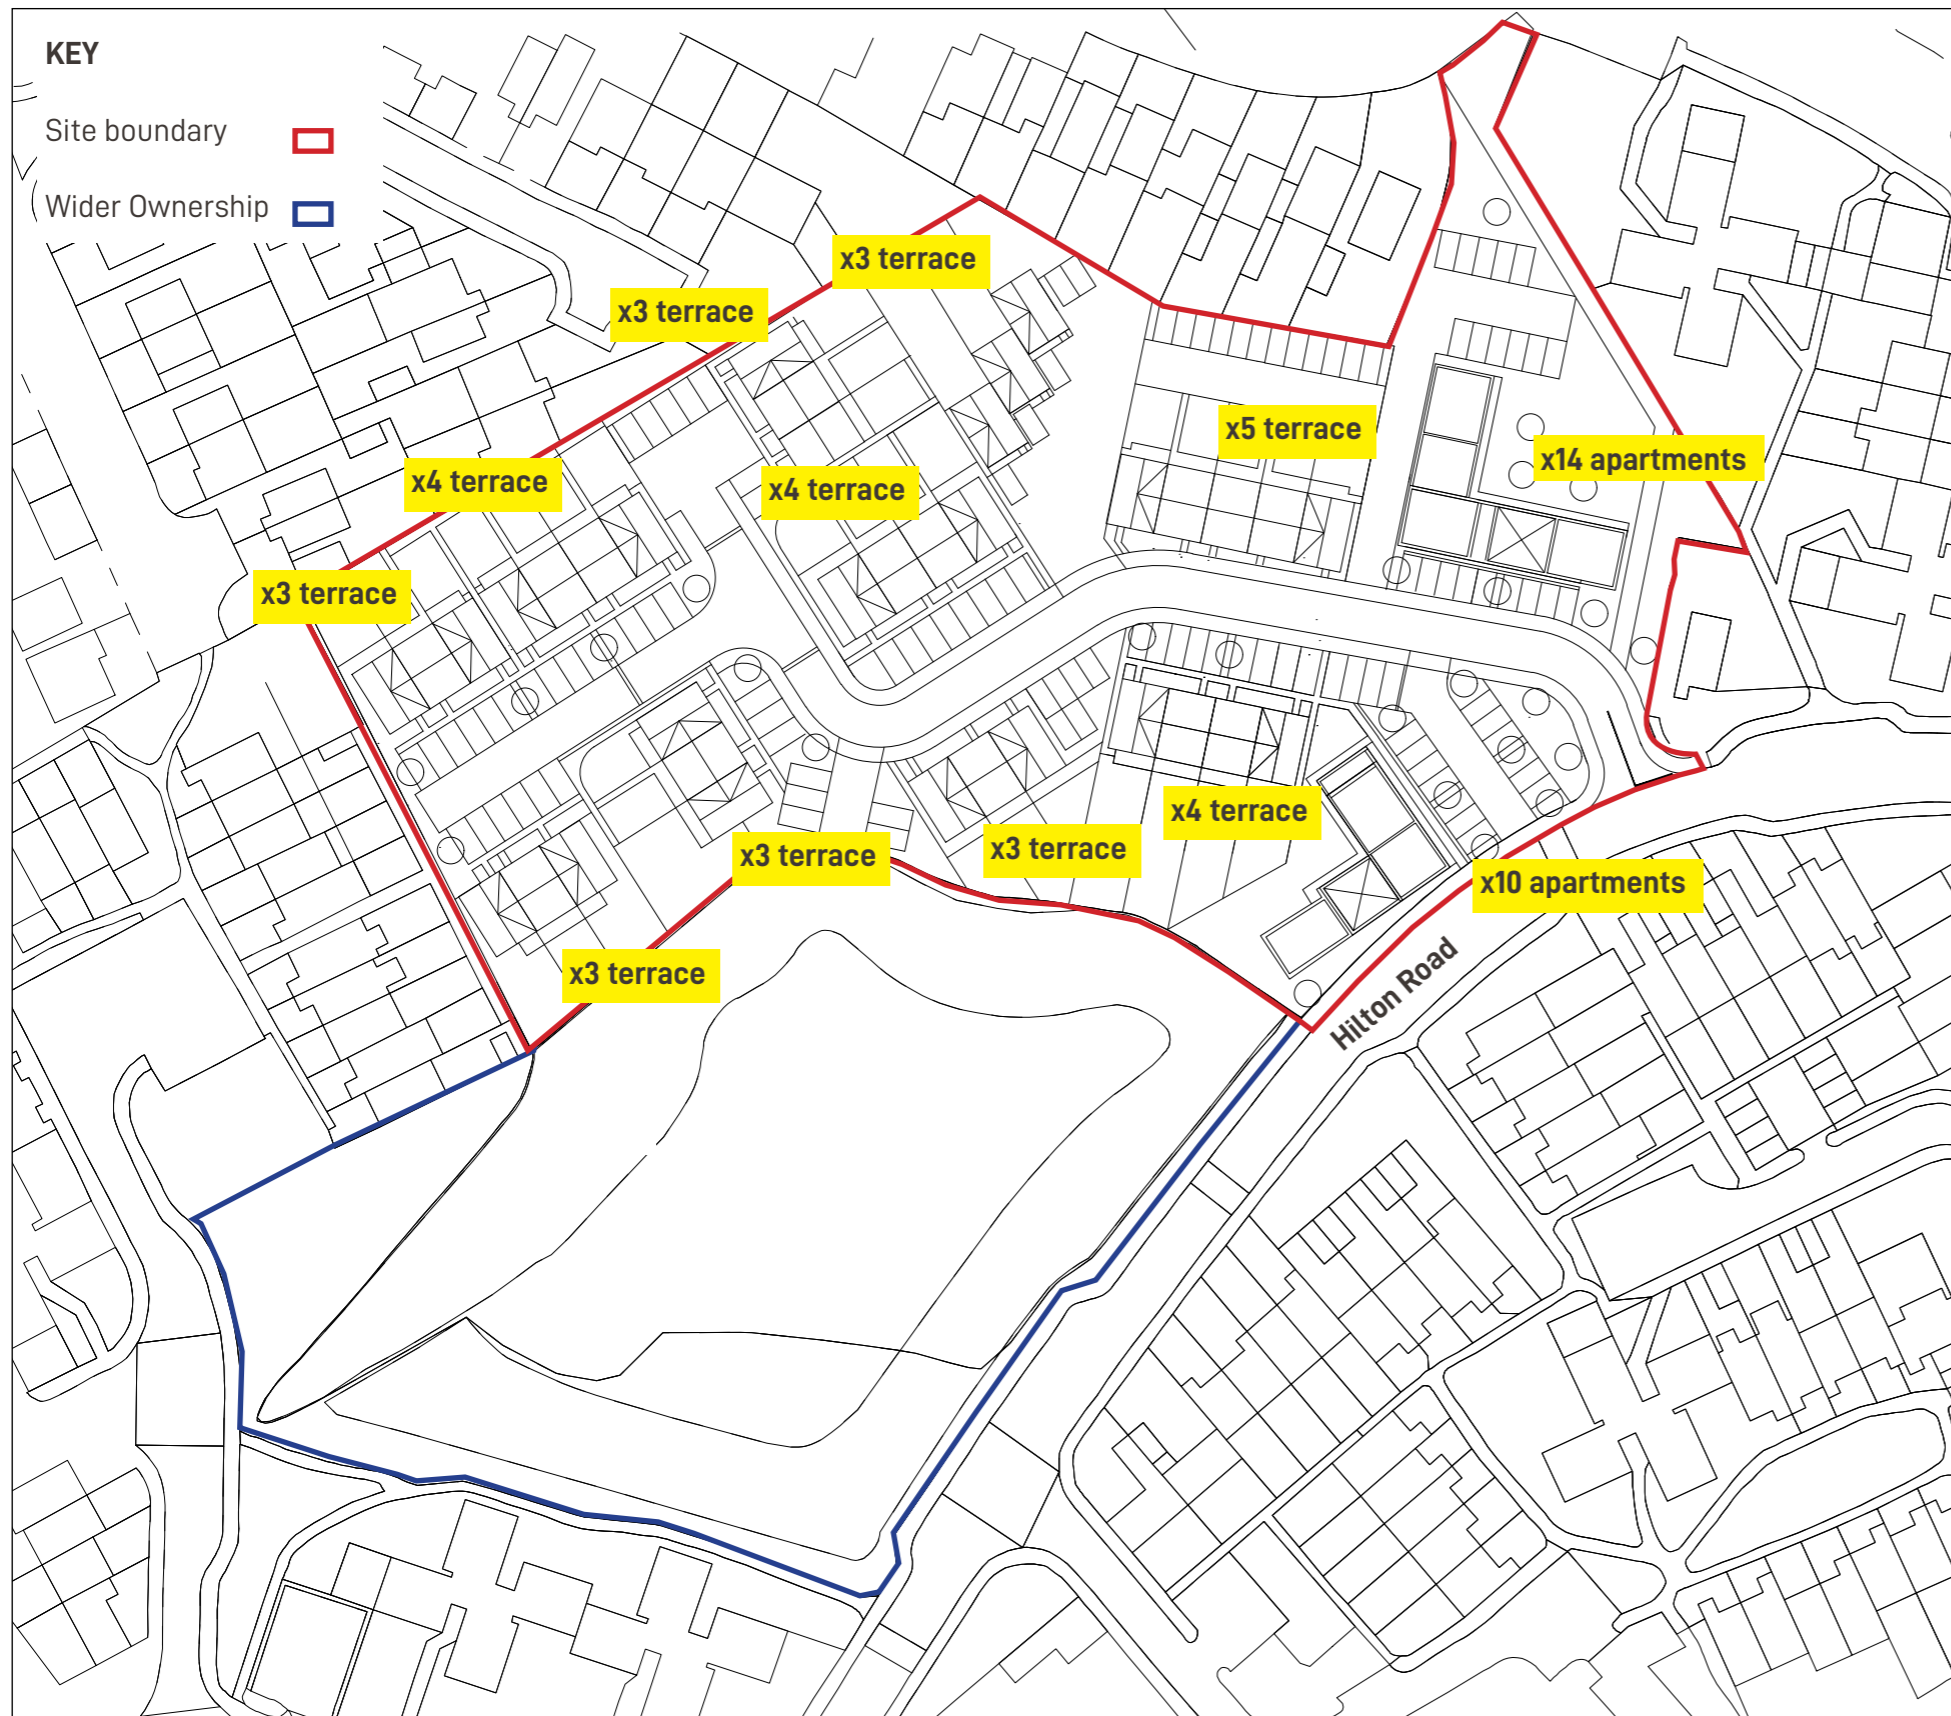 KEY
Site boundary
Wider Ownership
x3 terrace
x3 terrace
x5 terrace
x14 apartments
x4 terrace
x4 terrace
x3 terrace
x4 terrace
x3 terrace
x3 terrace
x10 apartments
x3 terrace
Hilton Road